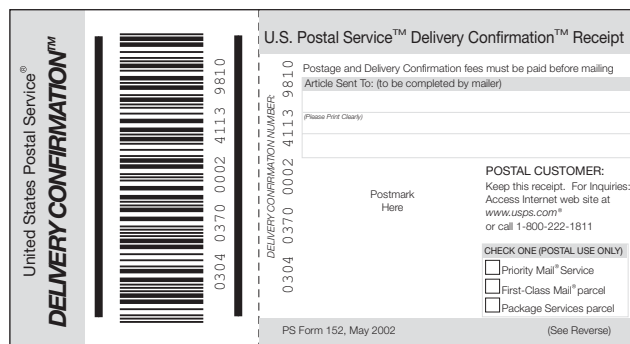 United States Postal Service®
DELIVERY CONFIRMATION™
0304 0370 0002 4113 9810
U.S. Postal Service™ Delivery Confirmation™ Receipt
DELIVERY CONFIRMATION NUMBER:
0304 0370 0002 4113 9810
Postage and Delivery Confirmation fees must be paid before mailing
Article Sent To: (to be completed by mailer)
(Please Print Clearly)
Postmark
Here
POSTAL CUSTOMER:
Keep this receipt. For Inquiries:
Access Internet web site at
www.usps.com®
or call 1-800-222-1811
CHECK ONE (POSTAL USE ONLY)
Priority Mail® Service
First-Class Mail® parcel
Package Services parcel
PS Form 152, May 2002
(See Reverse)